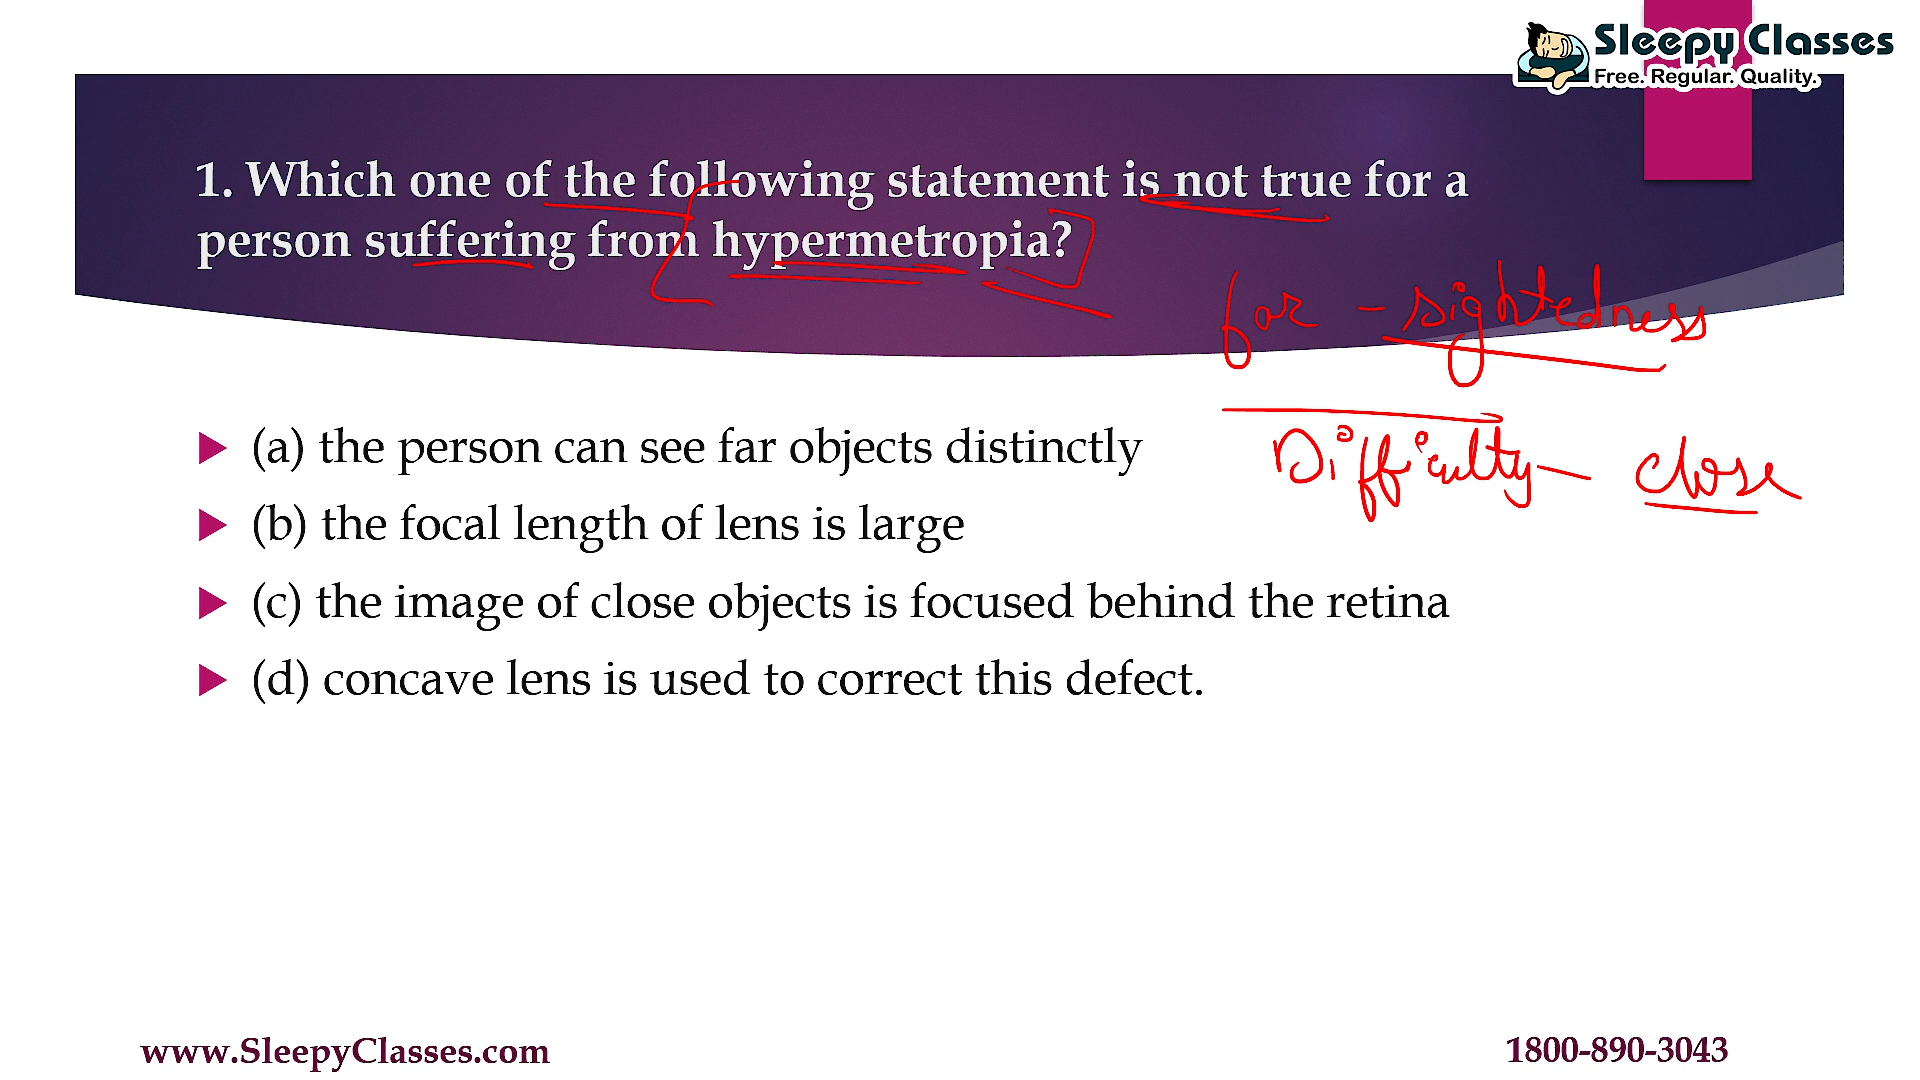 Sleepy Classes
Free. Regular. Quality.
1. Which one of the following statement is not true for a
person suffering from hypermetropia?
far - sightedness
Difficulty - close
(a) the person can see far objects distinctly
(b) the focal length of lens is large
(c) the image of close objects is focused behind the retina
(d) concave lens is used to correct this defect.
www.SleepyClasses.com
1800-890-3043